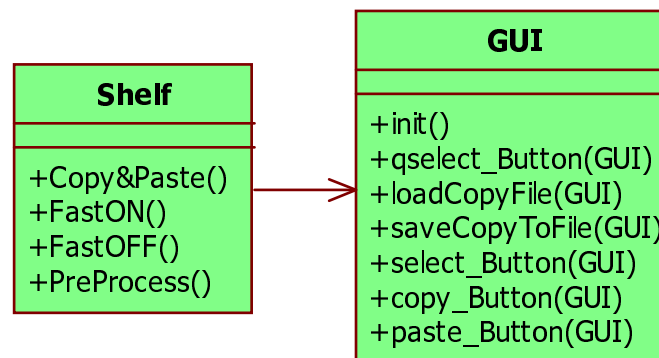 Shelf
+Copy&Paste()
+FastON()
+FastOFF()
+PreProcess()
GUI
+init()
+qselect_Button(GUI)
+loadCopyFile(GUI)
+saveCopyToFile(GUI)
+select_Button(GUI)
+copy_Button(GUI)
+paste_Button(GUI)